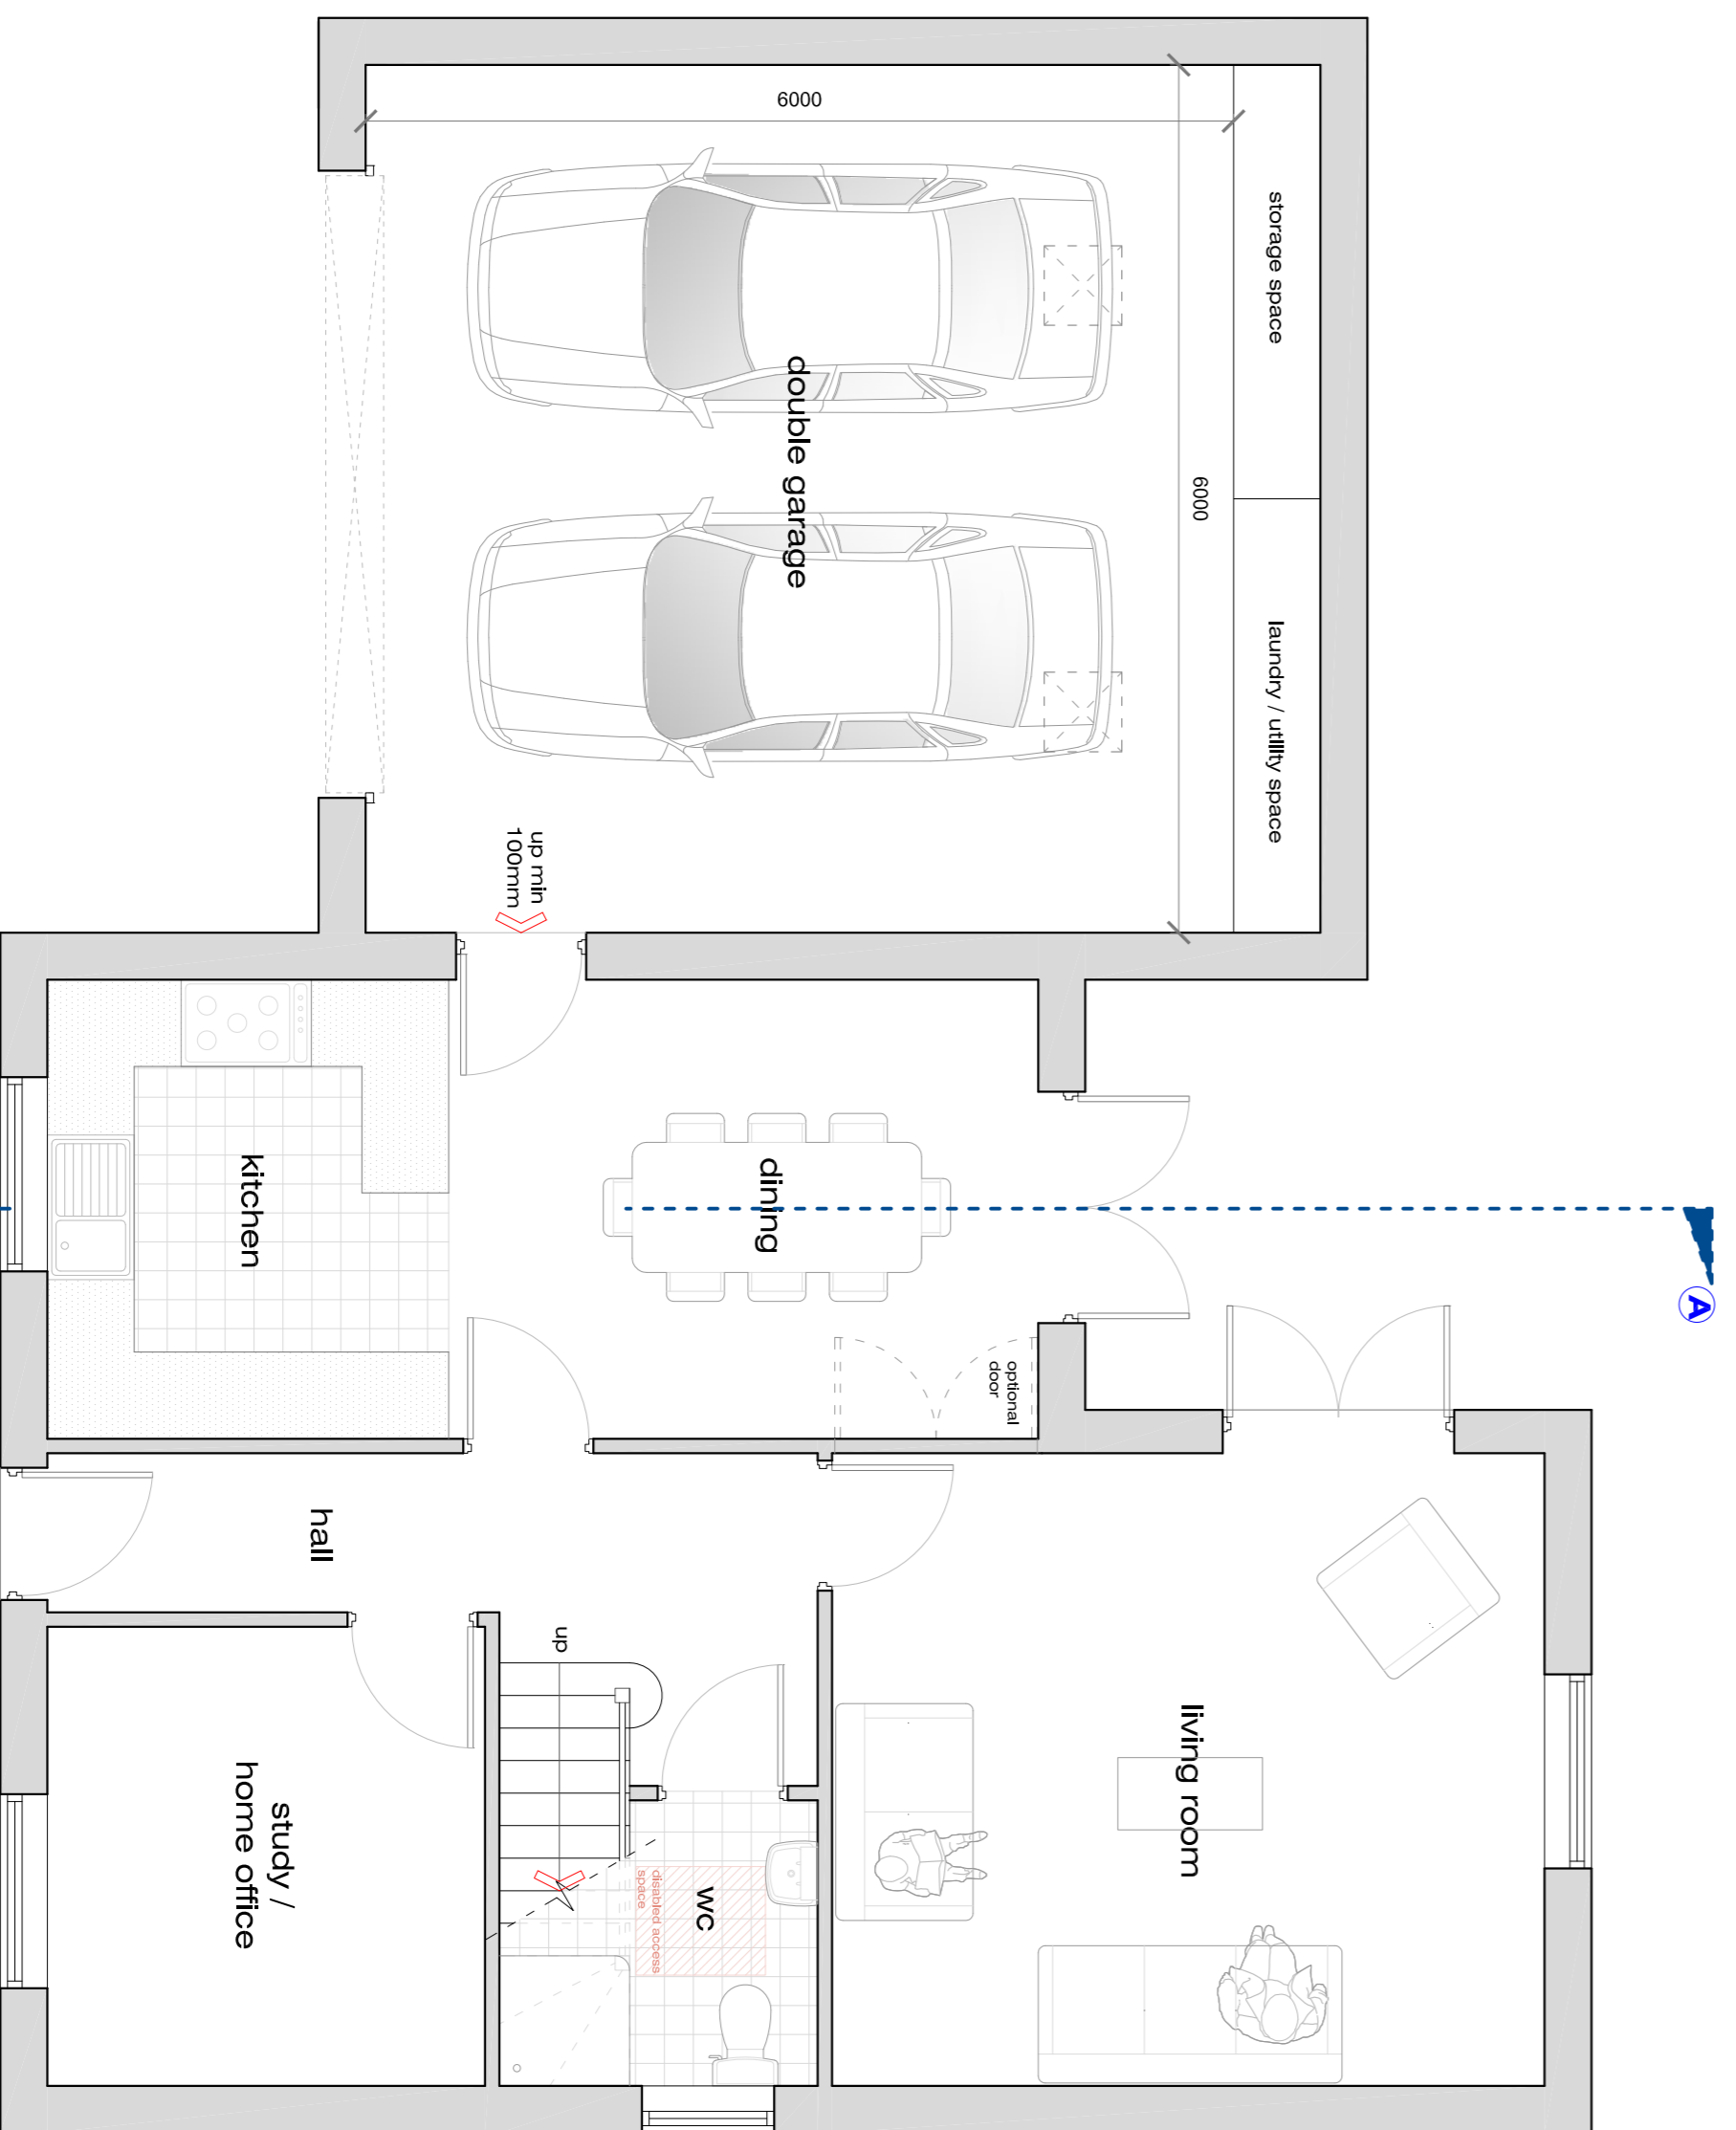 6000
storage space
double garage
6000
laundry / utility space
up min
100mm
kitchen
dining
optional
door
A
hall
up
living room
study /
home office
wc
disabled access
space